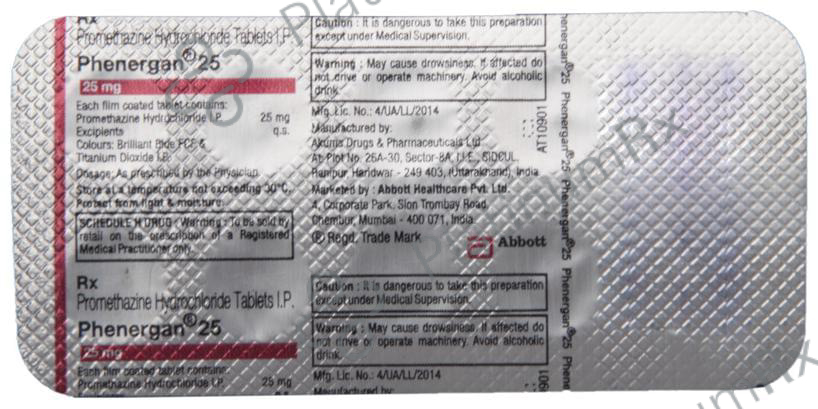 Rx
Promethazine Hydrochloride Tablets I.P.
Phenergan® 25
25 mg
Each film coated tablet contains:
Promethazine Hydrochloride I.P. 25 mg
Excipients q.s.
Colours: Brilliant Blue FCF &
Titanium Dioxide I.P.
Dosage: As prescribed by the Physician.
Store at a temperature not exceeding 30°C.
Protect from light & moisture.
SCHEDULE H DRUG : Warning : To be sold by
retail on the prescription of a Registered
Medical Practitioner only.
Caution : It is dangerous to take this preparation
except under Medical Supervision.
Warning : May cause drowsiness. If affected do
not drive or operate machinery. Avoid alcoholic
drink.
Mfg. Lic. No.: 4/UA/LL/2014
Manufactured by:
Akums Drugs & Pharmaceuticals Ltd
At: Plot No. 26A-30, Sector-8A, I.I.E., SIDCUL,
Ranipur, Haridwar - 249 403, (Uttarakhand), India
Marketed by : Abbott Healthcare Pvt. Ltd.
4, Corporate Park, Sion Trombay Road,
Chembur, Mumbai - 400 071, India.
® Regd. Trade Mark
Abbott
AT10901
Phenergan®25 Phenergan®25 Phenergan®25
Rx
Promethazine Hydrochloride Tablets I.P.
Phenergan® 25
25 mg
Each film coated tablet contains:
Promethazine Hydrochloride I.P. 25 mg
Caution : It is dangerous to take this preparation
except under Medical Supervision.
Warning : May cause drowsiness. If affected do
not drive or operate machinery. Avoid alcoholic
drink.
Mfg. Lic. No.: 4/UA/LL/2014
Manufactured by: